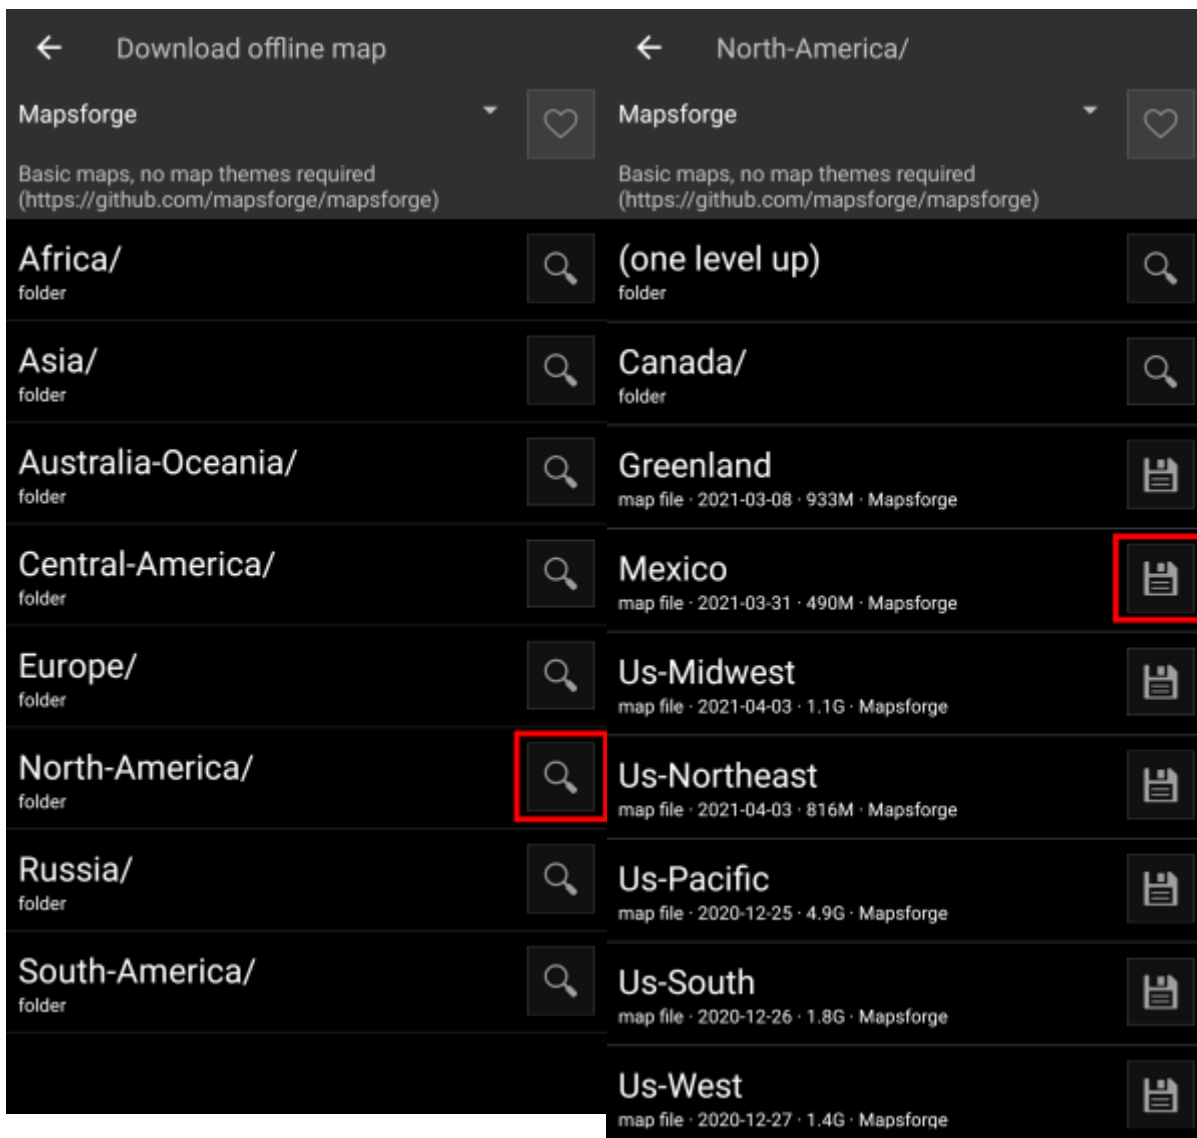 Download offline map
Mapsforge
Basic maps, no map themes required
(https://github.com/mapsforge/mapsforge)
Africa/
folder
Asia/
folder
Australia-Oceania/
folder
Central-America/
folder
Europe/
folder
North-America/
folder
Russia/
folder
South-America/
folder
North-America/
Mapsforge
Basic maps, no map themes required
(https://github.com/mapsforge/mapsforge)
(one level up)
folder
Canada/
folder
Greenland
map file · 2021-03-08 · 933M · Mapsforge
Mexico
map file · 2021-03-31 · 490M · Mapsforge
Us-Midwest
map file · 2021-04-03 · 1.1G · Mapsforge
Us-Northeast
map file · 2021-04-03 · 816M · Mapsforge
Us-Pacific
map file · 2020-12-25 · 4.9G · Mapsforge
Us-South
map file · 2020-12-26 · 1.8G · Mapsforge
Us-West
map file · 2020-12-27 · 1.4G · Mapsforge